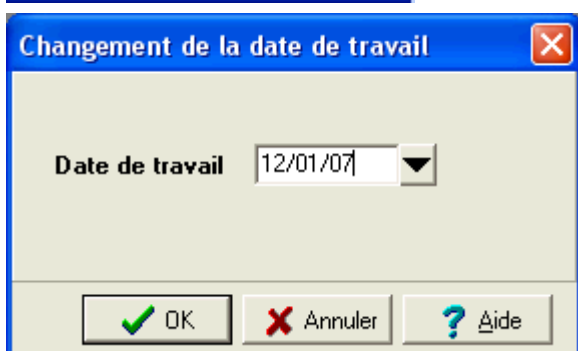 Changement de la date de travail
Date de travail 12/01/07
OK Annuler Aide